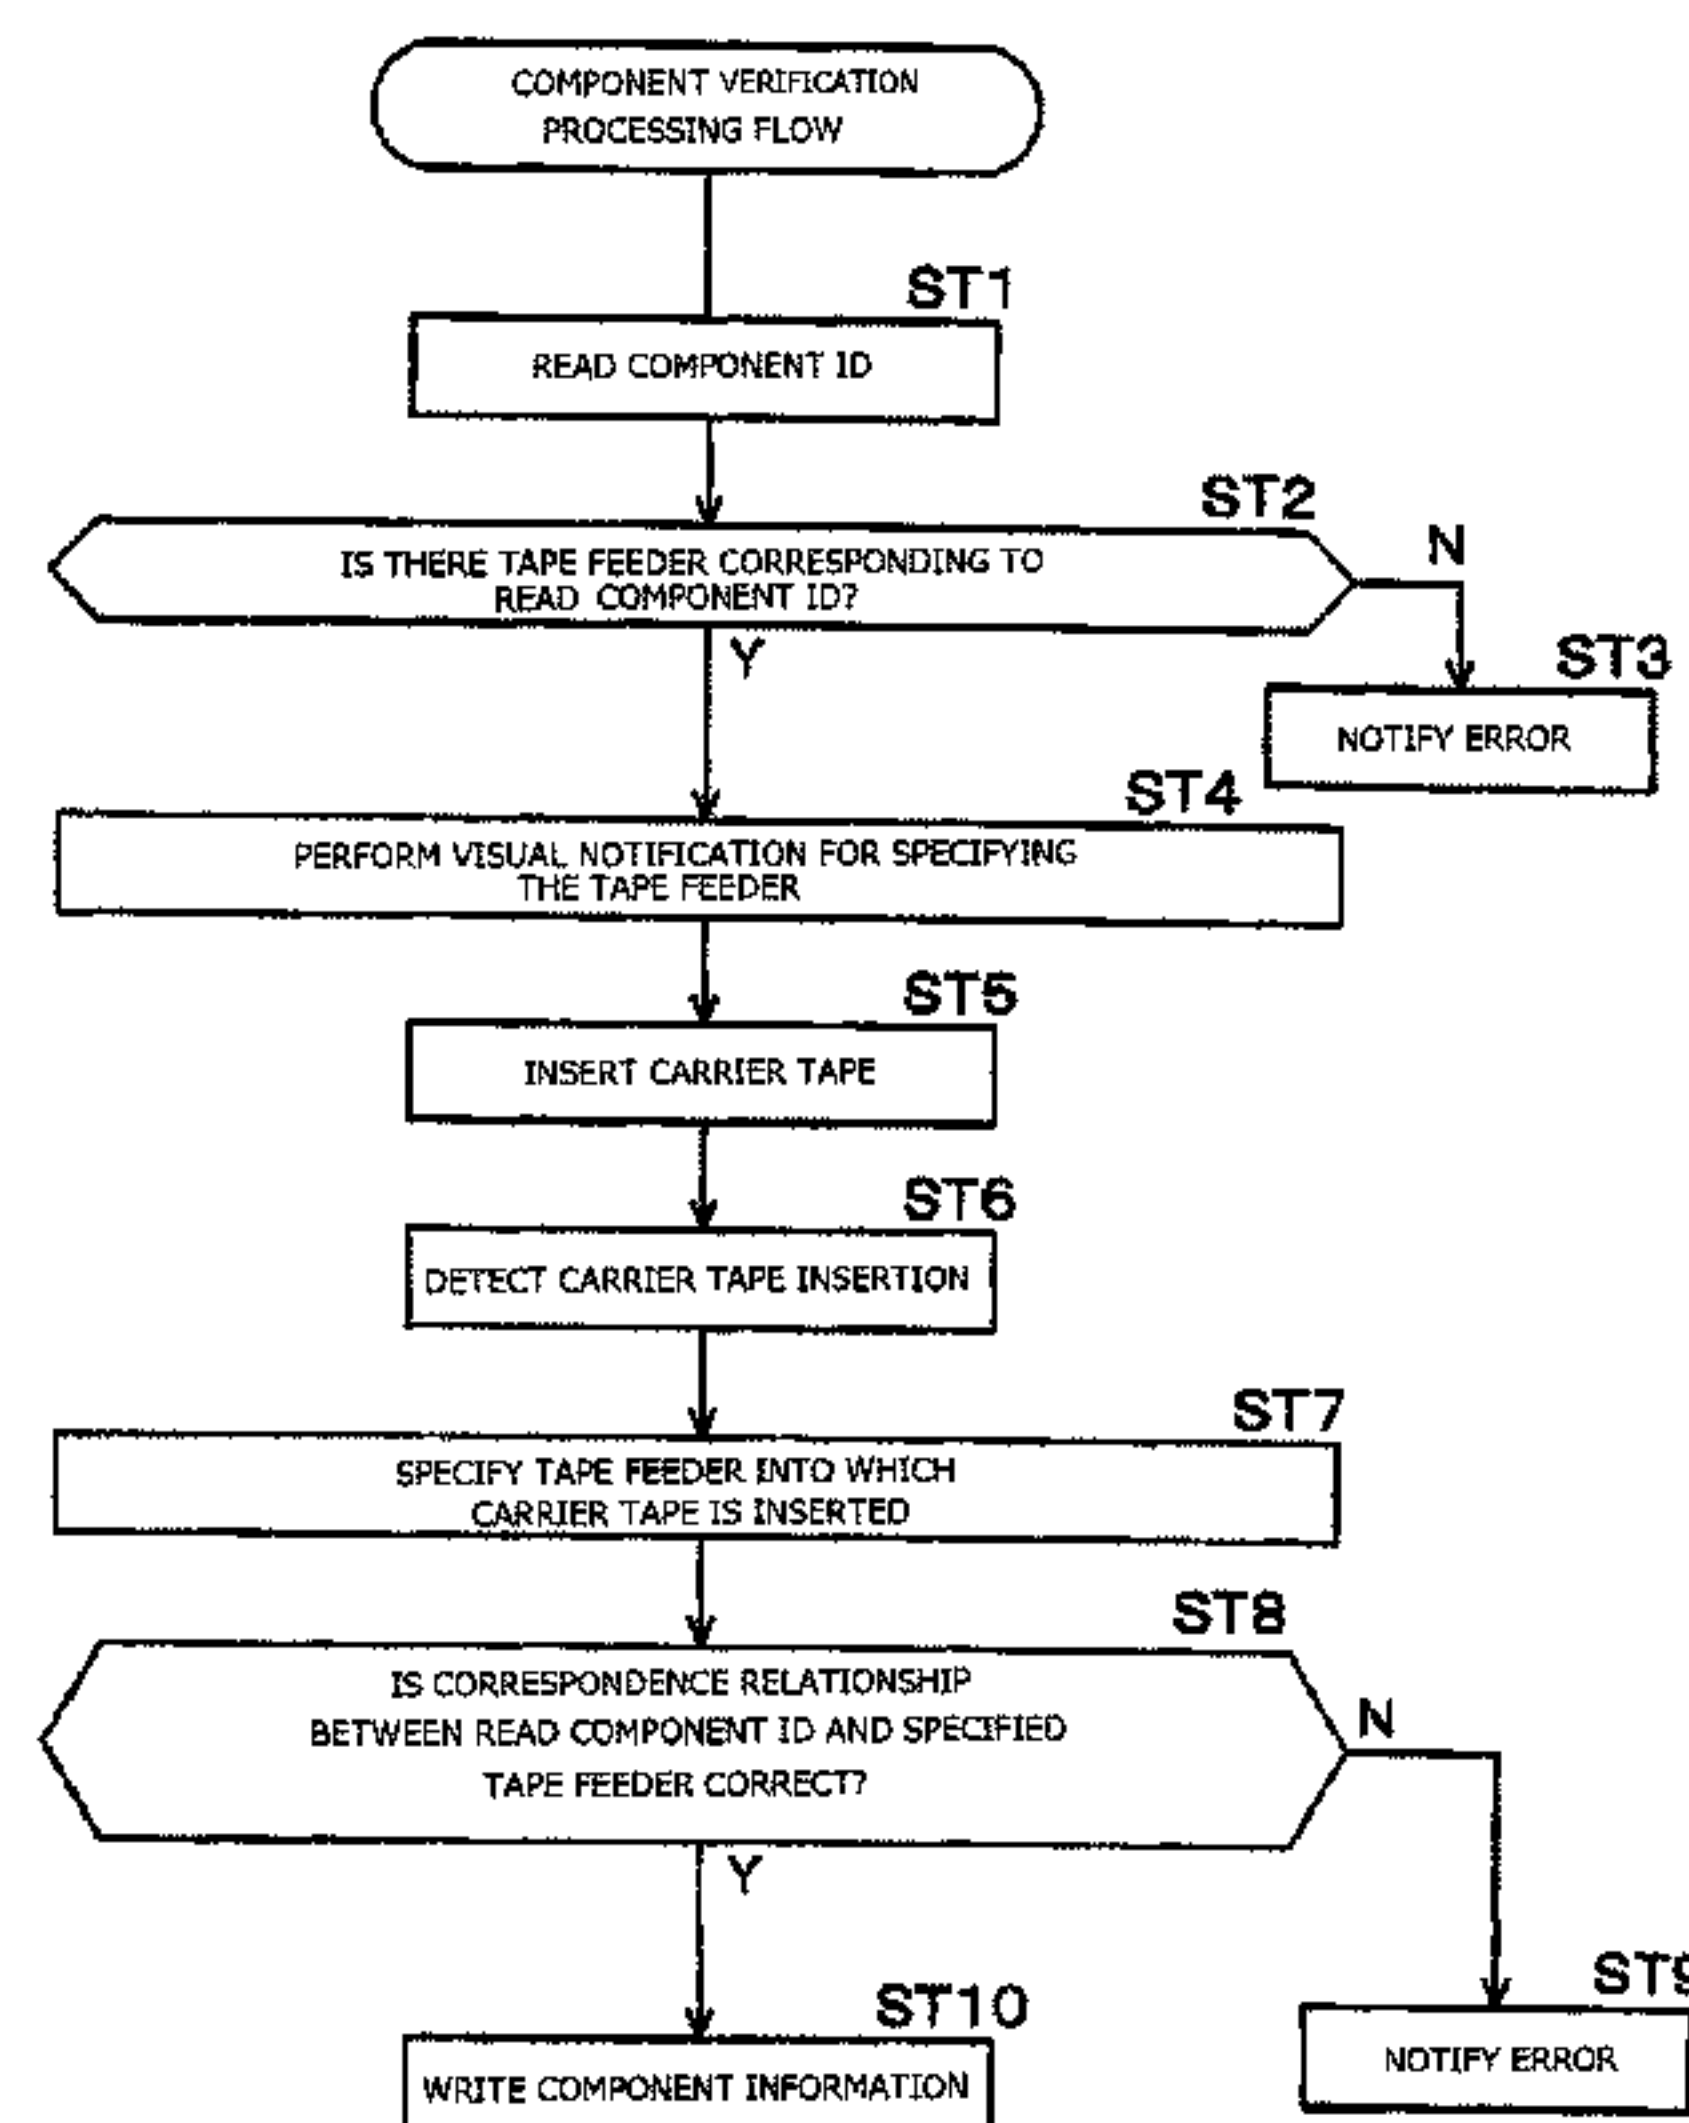 COMPONENT VERIFICATION
PROCESSING FLOW
ST1
READ COMPONENT ID
ST2
IS THERE TAPE FEEDER CORRESPONDING TO
READ COMPONENT ID?
N
Y
ST3
NOTIFY ERROR
ST4
PERFORM VISUAL NOTIFICATION FOR SPECIFYING
THE TAPE FEEDER
ST5
INSERT CARRIER TAPE
ST6
DETECT CARRIER TAPE INSERTION
ST7
SPECIFY TAPE FEEDER INTO WHICH
CARRIER TAPE IS INSERTED
ST8
IS CORRESPONDENCE RELATIONSHIP
BETWEEN READ COMPONENT ID AND SPECIFIED
TAPE FEEDER CORRECT?
N
Y
ST9
NOTIFY ERROR
ST10
WRITE COMPONENT INFORMATION